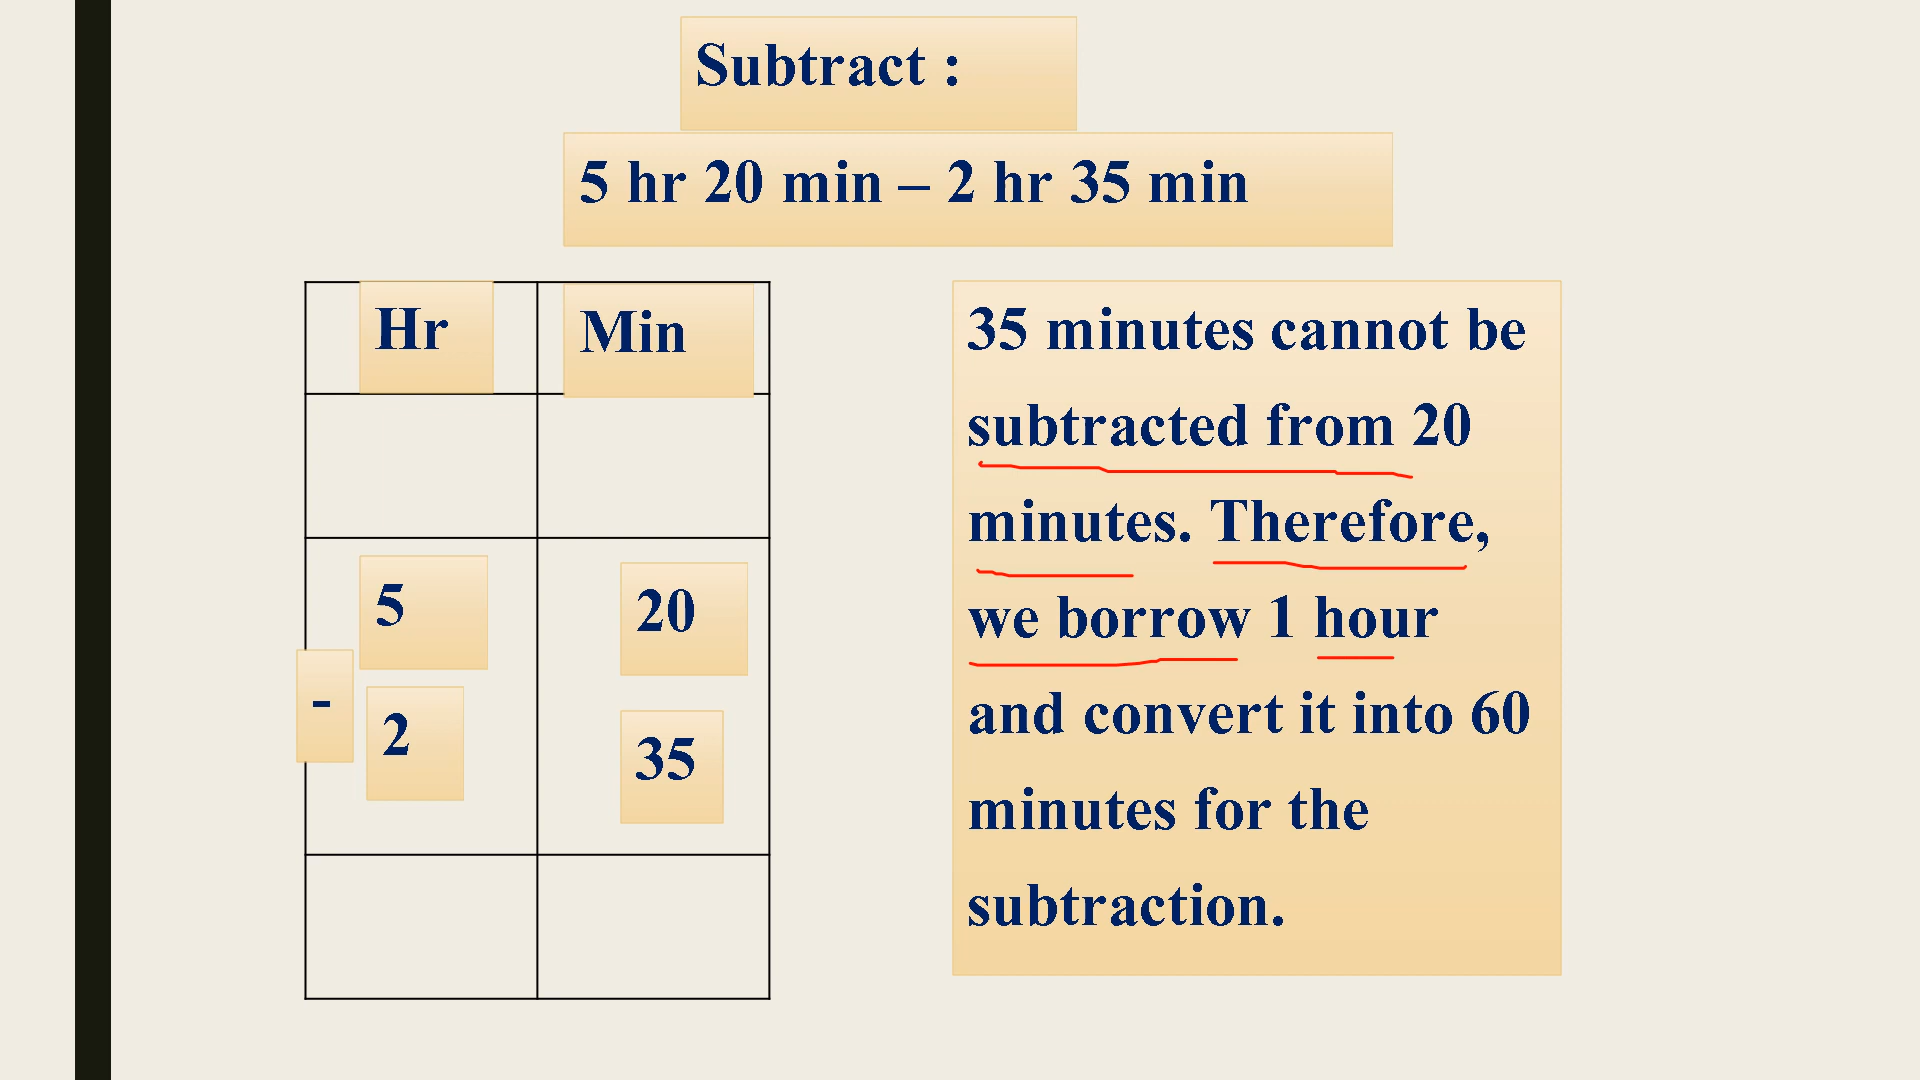 Subtract :
5 hr 20 min – 2 hr 35 min
Hr Min
5 20
- 2 35
35 minutes cannot be
subtracted from 20
minutes. Therefore,
we borrow 1 hour
and convert it into 60
minutes for the
subtraction.